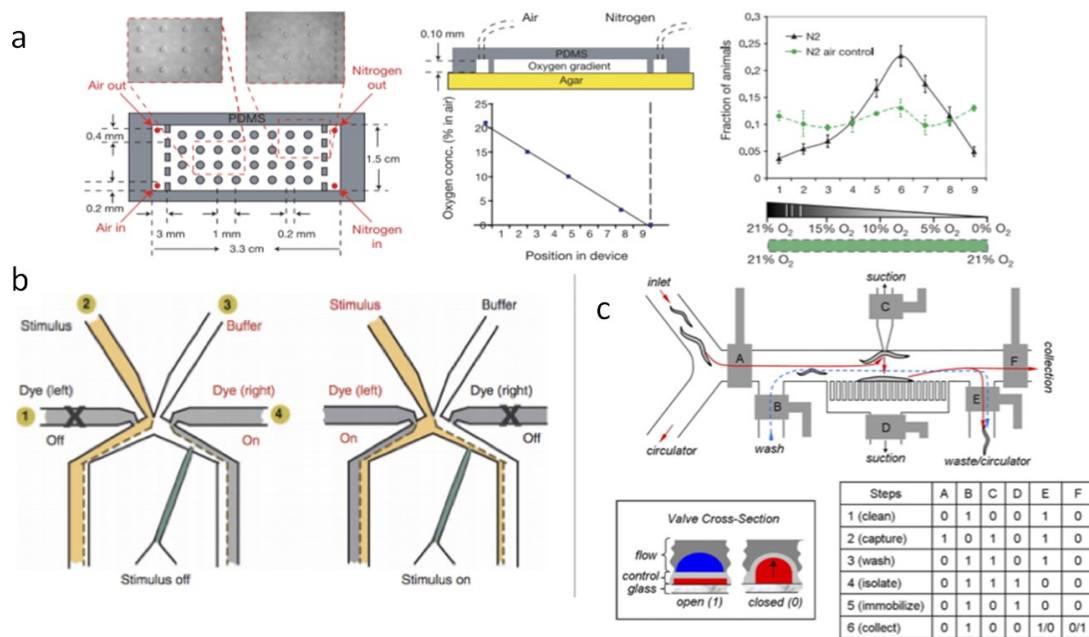 a
Air out
Nitrogen out
PDMS
0.4 mm
1.5 cm
0.2 mm
Air in
Nitrogen in
3 mm
1 mm
0.2 mm
3.3 cm
Air
Nitrogen
0.10 mm
PDMS
Oxygen gradient
Agar
Oxygen conc. (% in air)
25
20
15
10
5
0
1 2 3 4 5 6 7 8 9
Position in device
Fraction of animals
0,3
0,25
0,2
0,15
0,1
0,05
0
N2
N2 air control
1 2 3 4 5 6 7 8 9
21% O2 15% O2 10% O2 5% O2 0% O2
21% O2 21% O2
b
2
3
Stimulus
Buffer
Dye (left)
Dye (right)
1
4
Off
On
Stimulus off
Stimulus
Buffer
Dye (left)
Dye (right)
On
Off
Stimulus on
c
inlet
suction
C
A
F
collection
B
E
D
circulator
wash
suction
waste/circulator
Valve Cross-Section
flow
control
glass
open (1)
closed (0)
Steps A B C D E F
1 (clean) 0 1 0 0 1 0
2 (capture) 1 0 1 0 0 0
3 (wash) 0 1 1 0 1 0
4 (isolate) 0 1 1 1 0 0
5 (immobilize) 0 1 0 1 0 0
6 (collect) 0 1 0 0 1/0 0/1